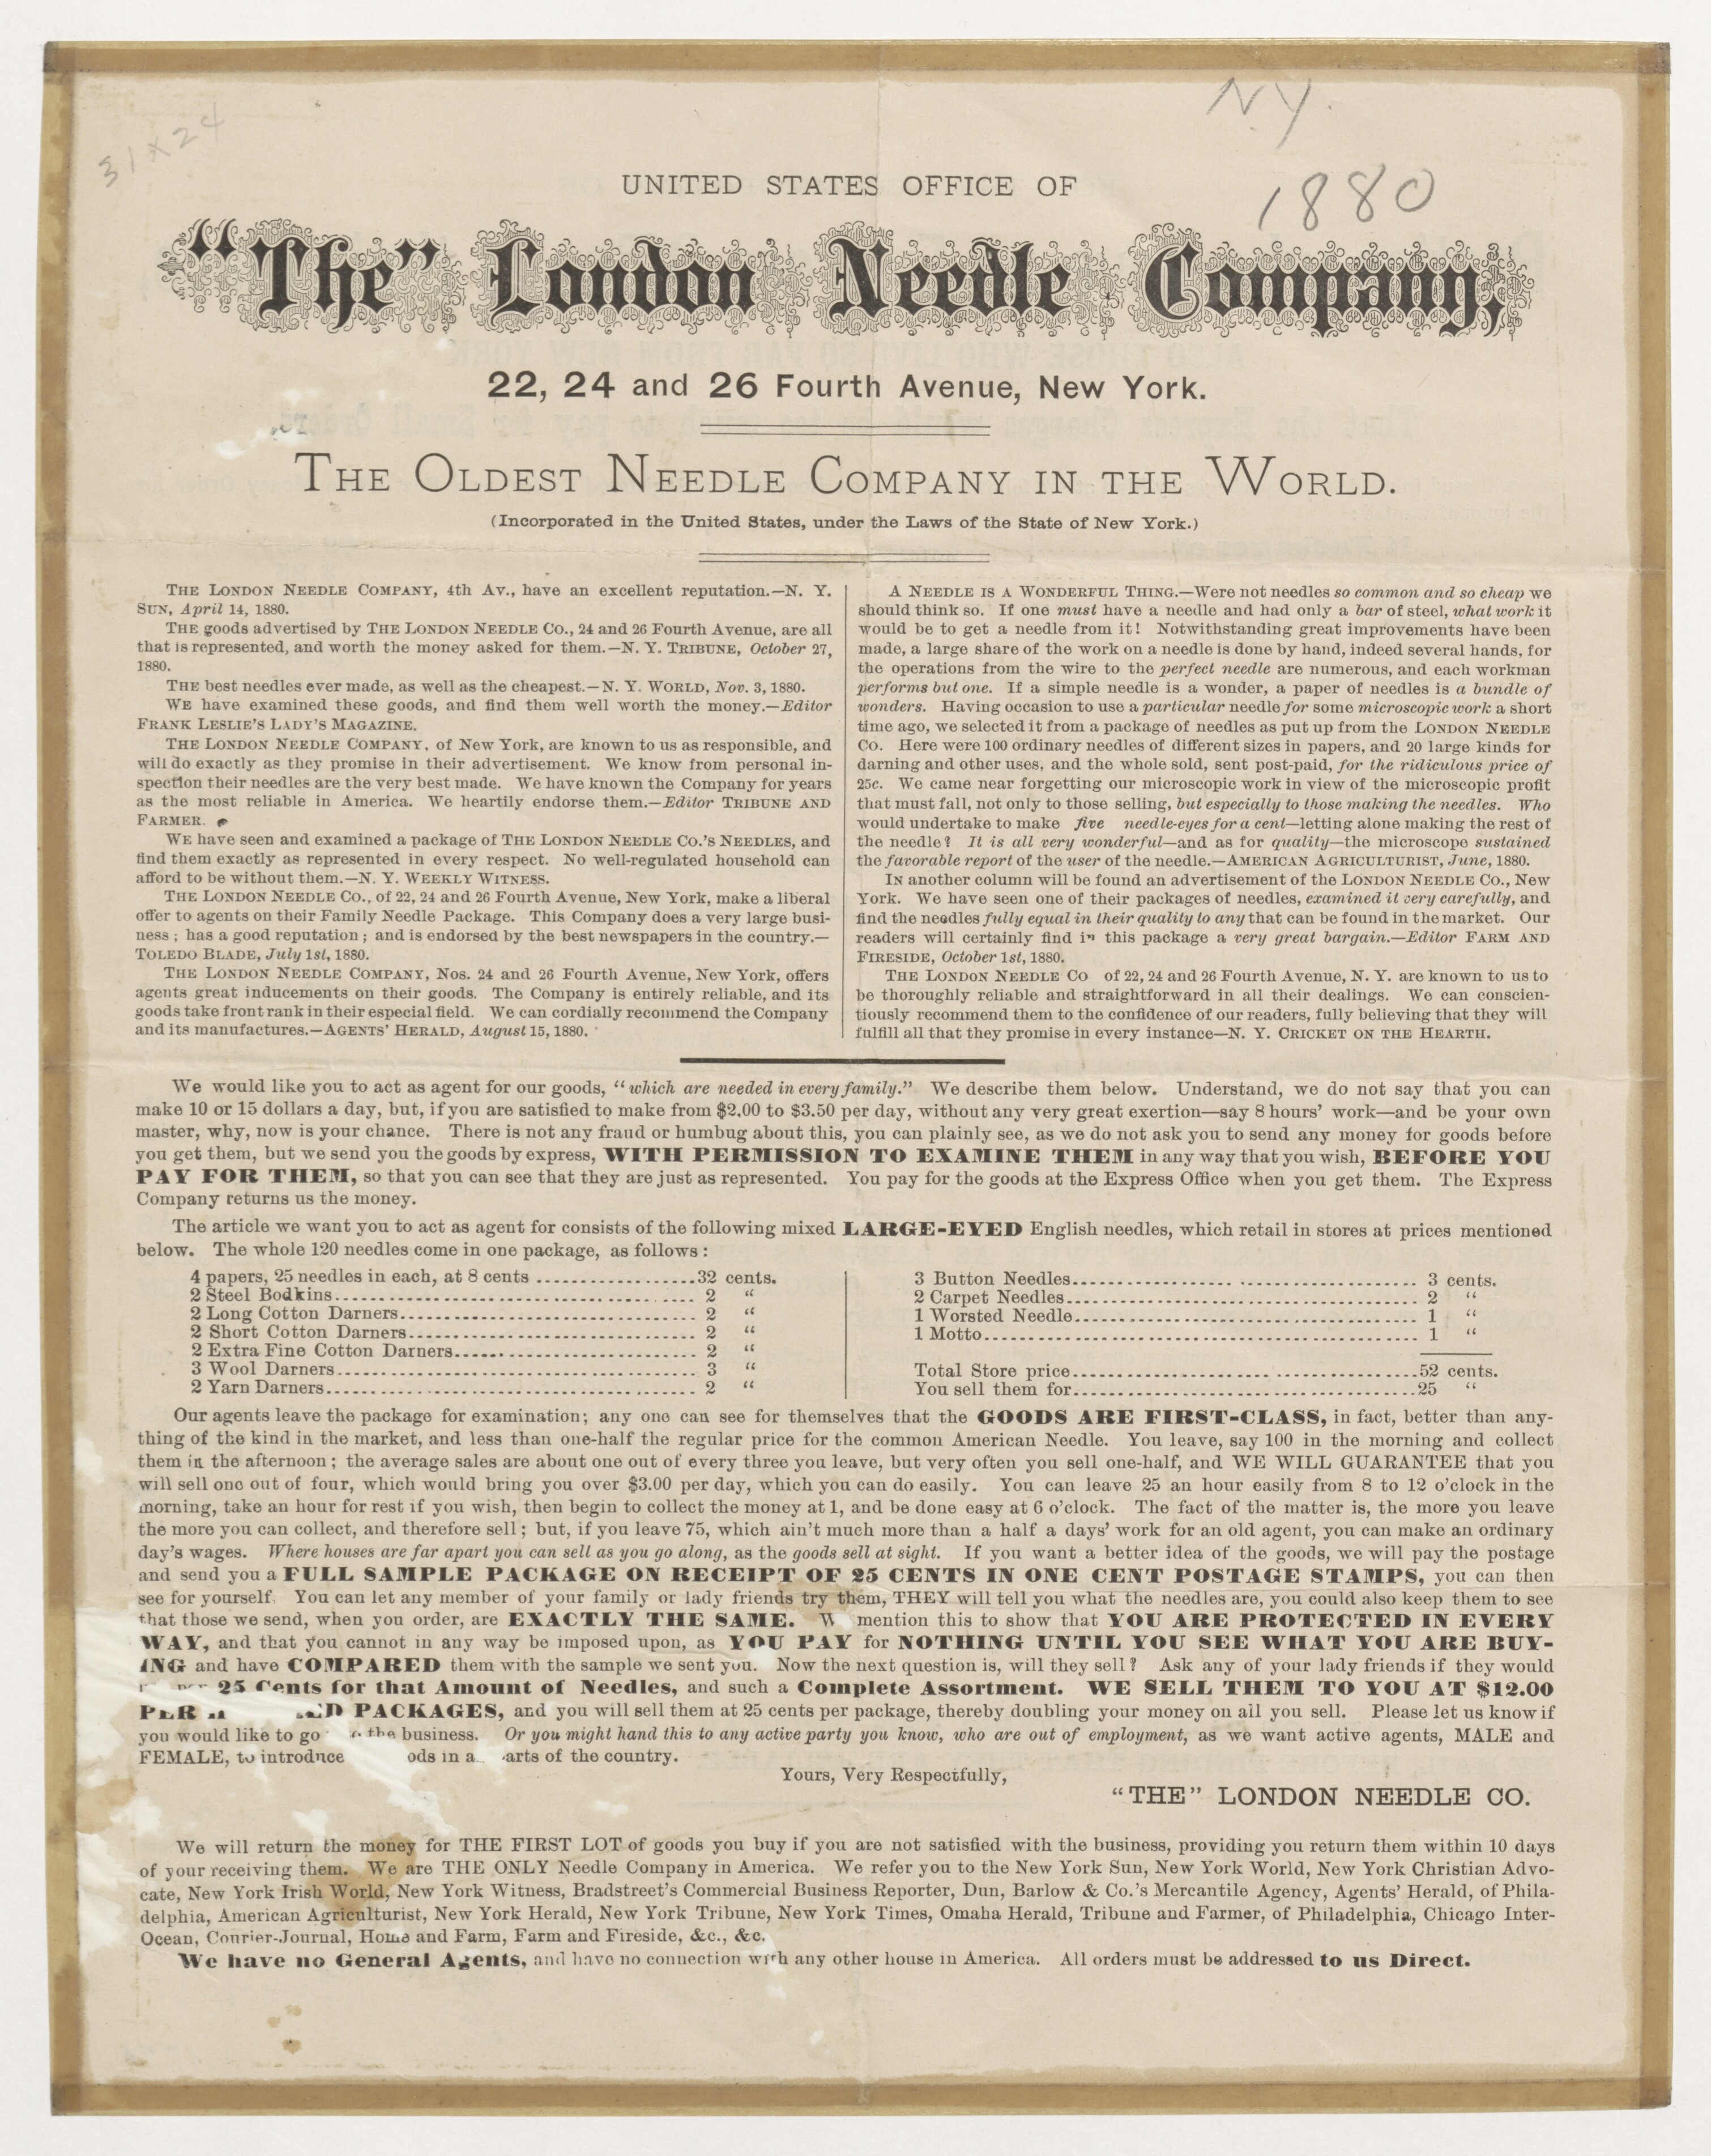 N.Y.
31 x 24
1880
UNITED STATES OFFICE OF
“The” London Needle Company,
22, 24 and 26 Fourth Avenue, New York.
THE OLDEST NEEDLE COMPANY IN THE WORLD.
(Incorporated in the United States, under the Laws of the State of New York.)
THE LONDON NEEDLE COMPANY, 4th Av., have an excellent reputation.—N. Y.
SUN, April 14, 1880.
THE goods advertised by THE LONDON NEEDLE CO., 24 and 26 Fourth Avenue, are all
that is represented, and worth the money asked for them.—N. Y. TRIBUNE, October 27,
1880.
THE best needles ever made, as well as the cheapest.—N. Y. WORLD, Nov. 3, 1880.
WE have examined these goods, and find them well worth the money.—Editor
FRANK LESLIE'S LADY'S MAGAZINE.
THE LONDON NEEDLE COMPANY, of New York, are known to us as responsible, and
will do exactly as they promise in their advertisement. We know from personal in-
spection their needles are the very best made. We have known the Company for years
as the most reliable in America. We heartily endorse them.—Editor TRIBUNE AND
FARMER.
WE have seen and examined a package of THE LONDON NEEDLE CO.'S NEEDLES, and
find them exactly as represented in every respect. No well-regulated household can
afford to be without them.—N. Y. WEEKLY WITNESS.
THE LONDON NEEDLE CO., of 22, 24 and 26 Fourth Avenue, New York, make a liberal
offer to agents on their Family Needle Package. This Company does a very large busi-
ness; has a good reputation; and is endorsed by the best newspapers in the country.—
TOLEDO BLADE, July 1st, 1880.
THE LONDON NEEDLE COMPANY, Nos. 24 and 26 Fourth Avenue, New York, offers
agents great inducements on their goods. The Company is entirely reliable, and its
goods take front rank in their especial field. We can cordially recommend the Company
and its manufactures.—AGENTS' HERALD, August 15, 1880.
A NEEDLE IS A WONDERFUL THING.—Were not needles so common and so cheap we
should think so. If one must have a needle and had only a bar of steel, what work it
would be to get a needle from it! Notwithstanding great improvements have been
made, a large share of the work on a needle is done by hand, indeed several hands, for
the operations from the wire to the perfect needle are numerous, and each workman
performs but one. If a simple needle is a wonder, a paper of needles is a bundle of
wonders. Having occasion to use a particular needle for some microscopic work a short
time ago, we selected it from a package of needles as put up from the LONDON NEEDLE
CO. Here were 100 ordinary needles of different sizes in papers, and 20 large kinds for
darning and other uses, and the whole sold, sent post-paid, for the ridiculous price of
25c. We came near forgetting our microscopic work in view of the microscopic profit
that must fall, not only to those selling, but especially to those making the needles. Who
would undertake to make five needle-eyes for a cent—letting alone making the rest of
the needle? It is all very wonderful—and as for quality—the microscope sustained
the favorable report of the user of the needle.—AMERICAN AGRICULTURIST, June, 1880.
IN another column will be found an advertisement of the LONDON NEEDLE CO., New
York. We have seen one of their packages of needles, examined it very carefully, and
find the needles fully equal in their quality to any that can be found in the market. Our
readers will certainly find in this package a very great bargain.—Editor FARM AND
FIRESIDE, October 1st, 1880.
THE LONDON NEEDLE CO of 22, 24 and 26 Fourth Avenue, N. Y. are known to us to
be thoroughly reliable and straightforward in all their dealings. We can conscien-
tiously recommend them to the confidence of our readers, fully believing that they will
fulfill all that they promise in every instance—N. Y. CRICKET ON THE HEARTH.
We would like you to act as agent for our goods, “which are needed in every family.” We describe them below. Understand, we do not say that you can
make 10 or 15 dollars a day, but, if you are satisfied to make from $2.00 to $3.50 per day, without any very great exertion—say 8 hours' work—and be your own
master, why, now is your chance. There is not any fraud or humbug about this, you can plainly see, as we do not ask you to send any money for goods before
you get them, but we send you the goods by express, WITH PERMISSION TO EXAMINE THEM in any way that you wish, BEFORE YOU
PAY FOR THEM, so that you can see that they are just as represented. You pay for the goods at the Express Office when you get them. The Express
Company returns us the money.
The article we want you to act as agent for consists of the following mixed LARGE-EYED English needles, which retail in stores at prices mentioned
below. The whole 120 needles come in one package, as follows:
4 papers, 25 needles in each, at 8 cents ........ 32 cents.
2 Steel Bodkins ........ 2 “
2 Long Cotton Darners ........ 2 “
2 Short Cotton Darners ........ 2 “
2 Extra Fine Cotton Darners ........ 2 “
3 Wool Darners ........ 3 “
2 Yarn Darners ........ 2 “
3 Button Needles ........ 3 cents.
2 Carpet Needles ........ 2 “
1 Worsted Needle ........ 1 “
1 Motto ........ 1 “
Total Store price ........ 52 cents.
You sell them for ........ 25 “
Our agents leave the package for examination; any one can see for themselves that the GOODS ARE FIRST-CLASS, in fact, better than any-
thing of the kind in the market, and less than one-half the regular price for the common American Needle. You leave, say 100 in the morning and collect
them in the afternoon; the average sales are about one out of every three you leave, but very often you sell one-half, and WE WILL GUARANTEE that you
will sell one out of four, which would bring you over $3.00 per day, which you can do easily. You can leave 25 an hour easily from 8 to 12 o'clock in the
morning, take an hour for rest if you wish, then begin to collect the money at 1, and be done easy at 6 o'clock. The fact of the matter is, the more you leave
the more you can collect, and therefore sell; but, if you leave 75, which ain't much more than a half a days' work for an old agent, you can make an ordinary
day's wages. Where houses are far apart you can sell as you go along, as the goods sell at sight. If you want a better idea of the goods, we will pay the postage
and send you a FULL SAMPLE PACKAGE ON RECEIPT OF 25 CENTS IN ONE CENT POSTAGE STAMPS, you can then
see for yourself. You can let any member of your family or lady friends try them, THEY will tell you what the needles are, you could also keep them to see
that those we send, when you order, are EXACTLY THE SAME. mention this to show that YOU ARE PROTECTED IN EVERY
WAY, and that you cannot in any way be imposed upon, as YOU PAY for NOTHING UNTIL YOU SEE WHAT YOU ARE BUY-
ING and have COMPARED them with the sample we sent you. Now the next question is, will they sell? Ask any of your lady friends if they would
25 Cents for that Amount of Needles, and such a Complete Assortment. WE SELL THEM TO YOU AT $12.00
PER PACKAGES, and you will sell them at 25 cents per package, thereby doubling your money on all you sell. Please let us know if
you would like to go the business. Or you might hand this to any active party you know, who are out of employment, as we want active agents, MALE and
FEMALE, to introduce in of the country.
Yours, Very Respectfully,
“THE” LONDON NEEDLE CO.
We will return the money for THE FIRST LOT of goods you buy if you are not satisfied with the business, providing you return them within 10 days
of your receiving them. We are THE ONLY Needle Company in America. We refer you to the New York Sun, New York World, New York Christian Advo-
cate, New York Irish World, New York Witness, Bradstreet's Commercial Business Reporter, Dun, Barlow & Co.'s Mercantile Agency, Agents' Herald, of Phila-
delphia, American Agriculturist, New York Herald, New York Tribune, New York Times, Omaha Herald, Tribune and Farmer, of Philadelphia, Chicago Inter-
Ocean, Courier-Journal, Home and Farm, Farm and Fireside, &c., &c.
We have no General Agents, and have no connection with any other house in America. All orders must be addressed to us Direct.